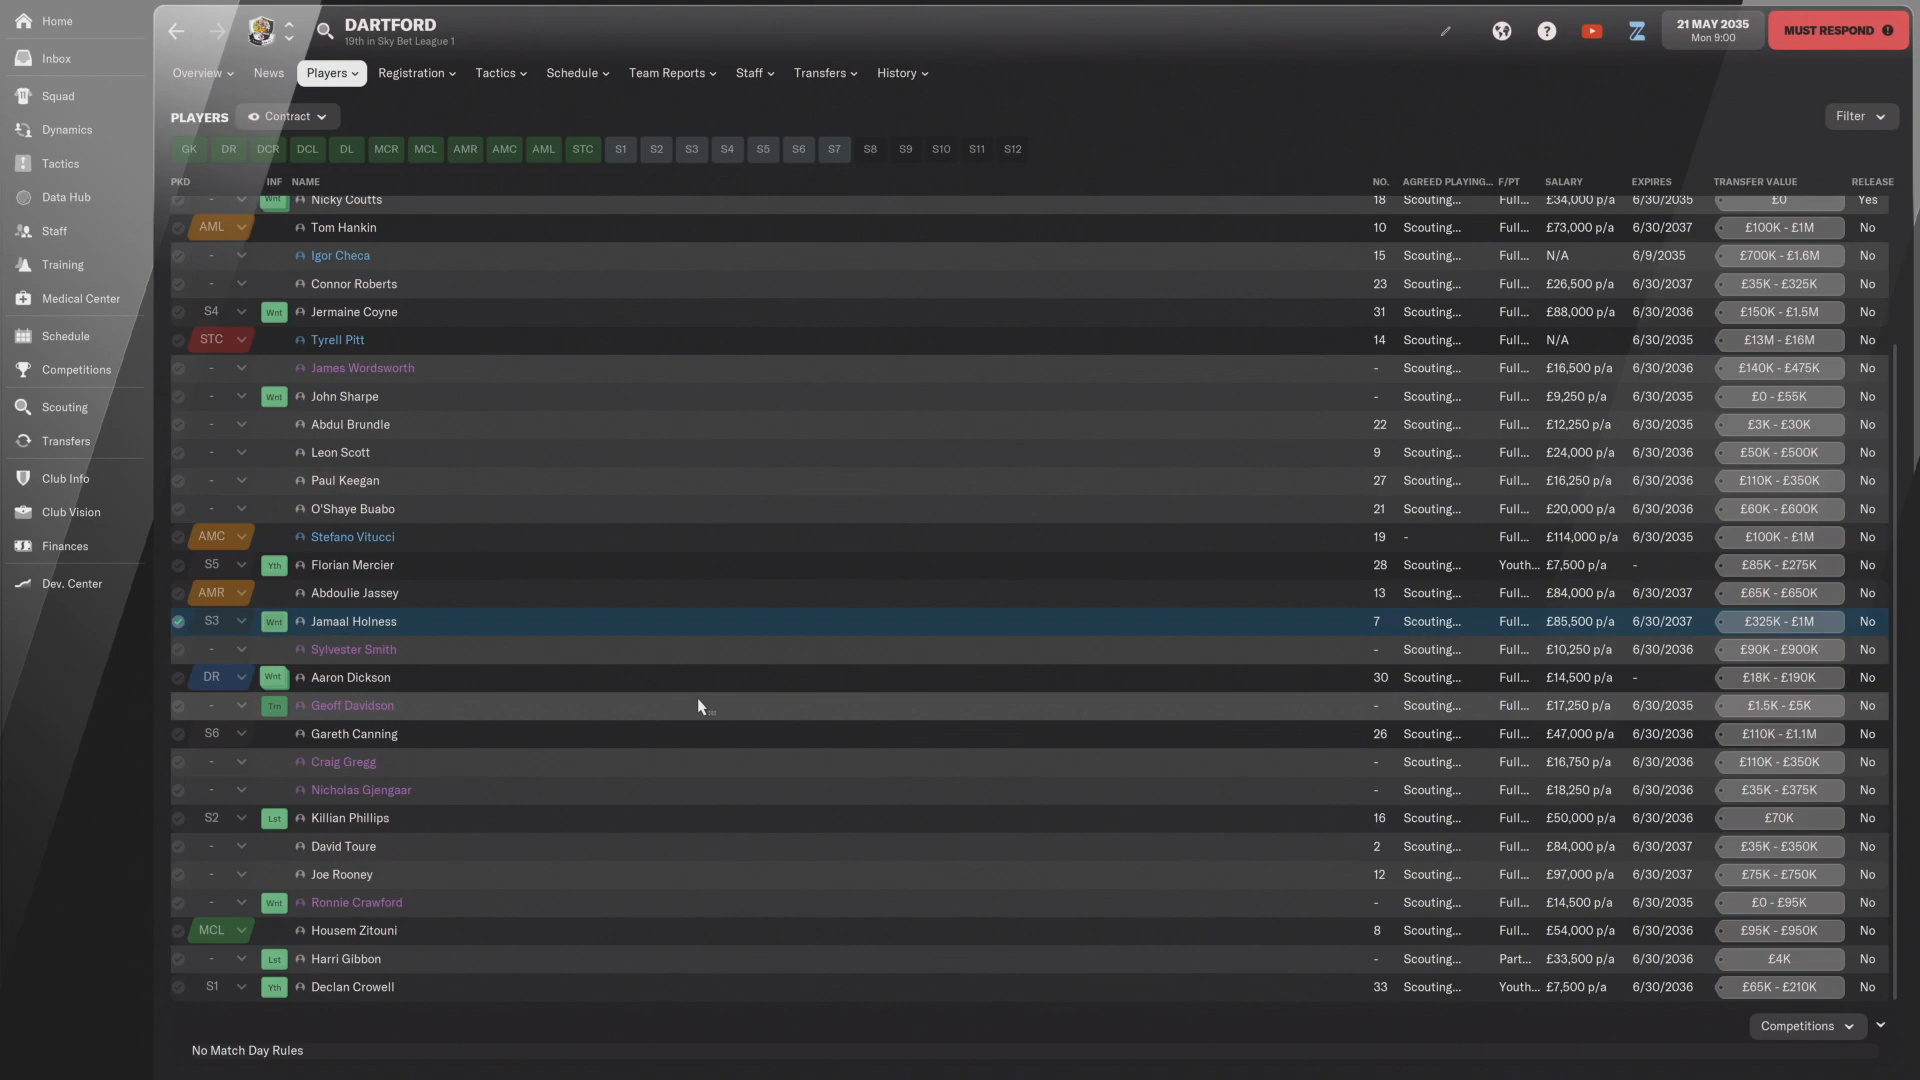 Home
Inbox
Squad
Dynamics
Tactics
Data Hub
Staff
Training
Medical Center
Schedule
Competitions
Scouting
Transfers
Club Info
Club Vision
Finances
Dev. Center
DARTFORD
19th in Sky Bet League 1
21 MAY 2035
Mon 9:00
MUST RESPOND
Overview News Players Registration Tactics Schedule Team Reports Staff Transfers History
PLAYERS Contract Filter
GK DR DCR DCL DL MCR MCL AMR AMC AML STC S1 S2 S3 S4 S5 S6 S7 S8 S9 S10 S11 S12
PKD INF NAME NO. AGREED PLAYING... F/PT SALARY EXPIRES TRANSFER VALUE RELEASE
- Wnt Nicky Coutts 18 Scouting... Full... £34,000 p/a 6/30/2035 £0 Yes
AML Tom Hankin 10 Scouting... Full... £73,000 p/a 6/30/2037 £100K - £1M No
- Igor Checa 15 Scouting... Full... N/A 6/9/2035 £700K - £1.6M No
- Connor Roberts 23 Scouting... Full... £26,500 p/a 6/30/2037 £35K - £325K No
S4 Wnt Jermaine Coyne 31 Scouting... Full... £88,000 p/a 6/30/2036 £150K - £1.5M No
STC Tyrell Pitt 14 Scouting... Full... N/A 6/30/2035 £13M - £16M No
- James Wordsworth - Scouting... Full... £16,500 p/a 6/30/2036 £140K - £475K No
- Wnt John Sharpe - Scouting... Full... £9,250 p/a 6/30/2036 £0 - £55K No
- Abdul Brundle 22 Scouting... Full... £12,250 p/a 6/30/2035 £3K - £30K No
- Leon Scott 9 Scouting... Full... £24,000 p/a 6/30/2036 £50K - £500K No
- Paul Keegan 27 Scouting... Full... £16,250 p/a 6/30/2036 £110K - £350K No
- O'Shaye Buabo 21 Scouting... Full... £20,000 p/a 6/30/2036 £60K - £600K No
AMC Stefano Vitucci 19 - Full... £114,000 p/a 6/30/2035 £100K - £1M No
S5 Yth Florian Mercier 28 Scouting... Youth... £7,500 p/a - £85K - £275K No
AMR Abdoulie Jassey 13 Scouting... Full... £84,000 p/a 6/30/2037 £65K - £650K No
S3 Wnt Jamaal Holness 7 Scouting... Full... £85,500 p/a 6/30/2037 £325K - £1M No
- Sylvester Smith - Scouting... Full... £10,250 p/a 6/30/2036 £90K - £900K No
DR Wnt Aaron Dickson 30 Scouting... Full... £14,500 p/a - £18K - £190K No
- Trn Geoff Davidson - Scouting... Full... £17,250 p/a 6/30/2035 £1.5K - £5K No
S6 Gareth Canning 26 Scouting... Full... £47,000 p/a 6/30/2036 £110K - £1.1M No
- Craig Gregg - Scouting... Full... £16,750 p/a 6/30/2036 £110K - £350K No
- Nicholas Gjengaar - Scouting... Full... £18,250 p/a 6/30/2036 £35K - £375K No
S2 Lst Killian Phillips 16 Scouting... Full... £50,000 p/a 6/30/2036 £70K No
- David Toure 2 Scouting... Full... £84,000 p/a 6/30/2037 £35K - £350K No
- Joe Rooney 12 Scouting... Full... £97,000 p/a 6/30/2037 £75K - £750K No
- Wnt Ronnie Crawford - Scouting... Full... £14,500 p/a 6/30/2035 £0 - £95K No
MCL Housem Zitouni 8 Scouting... Full... £54,000 p/a 6/30/2036 £95K - £950K No
- Lst Harri Gibbon - Scouting... Part... £33,500 p/a 6/30/2036 £4K No
S1 Yth Declan Crowell 33 Scouting... Youth... £7,500 p/a 6/30/2036 £65K - £210K No
Competitions
No Match Day Rules